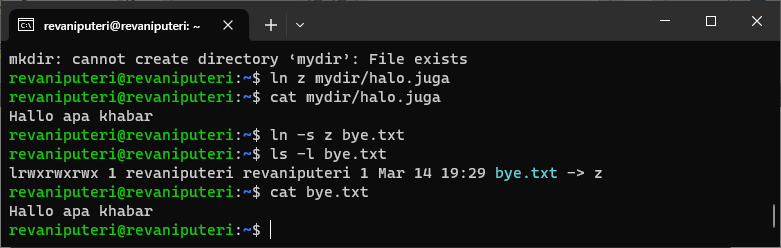 revaniputeri@revaniputeri: ~
mkdir: cannot create directory ‘mydir’: File exists
revaniputeri@revaniputeri:~$ ln z mydir/halo.juga
revaniputeri@revaniputeri:~$ cat mydir/halo.juga
Hallo apa khabar
revaniputeri@revaniputeri:~$ ln -s z bye.txt
revaniputeri@revaniputeri:~$ ls -l bye.txt
lrwxrwxrwx 1 revaniputeri revaniputeri 1 Mar 14 19:29 bye.txt -> z
revaniputeri@revaniputeri:~$ cat bye.txt
Hallo apa khabar
revaniputeri@revaniputeri:~$